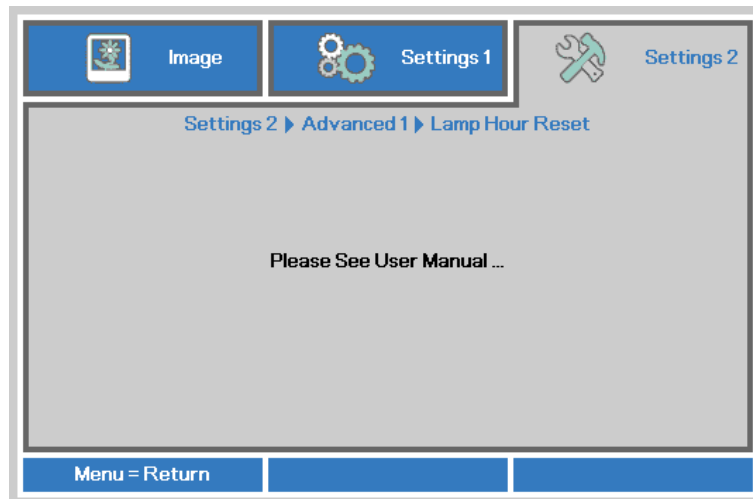 Image
Settings 1
Settings 2
Settings 2 ▶ Advanced 1 ▶ Lamp Hour Reset
Please See User Manual ...
Menu = Return